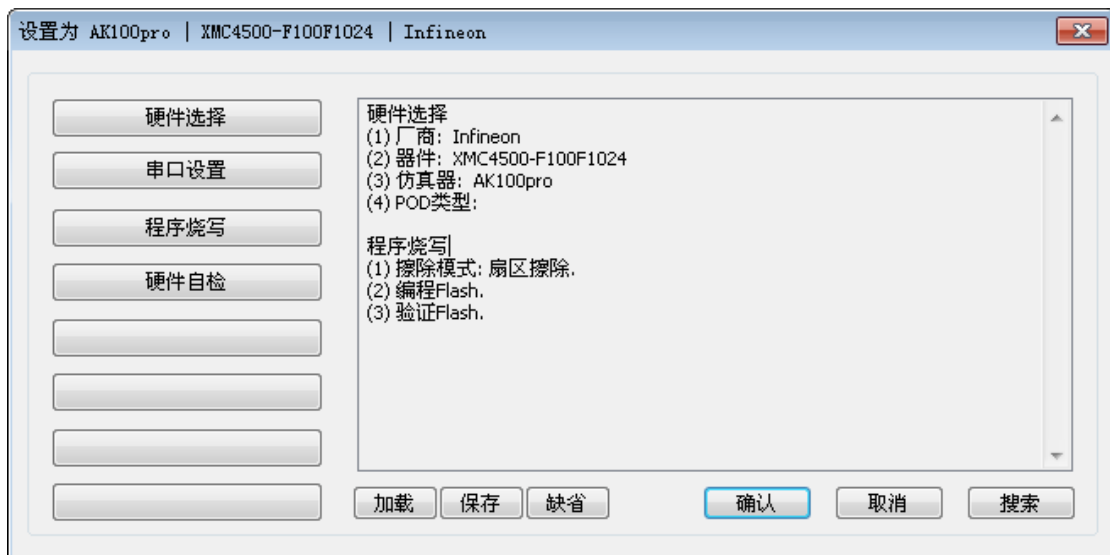 设置为 AK100pro | XMC4500-F100F1024 | Infineon
硬件选择
串口设置
程序烧写
硬件自检
硬件选择
(1) 厂商: Infineon
(2) 器件: XMC4500-F100F1024
(3) 仿真器: AK100pro
(4) POD类型:
程序烧写
(1) 擦除模式: 扇区擦除.
(2) 编程Flash.
(3) 验证Flash.
加载 保存 缺省 确认 取消 搜索